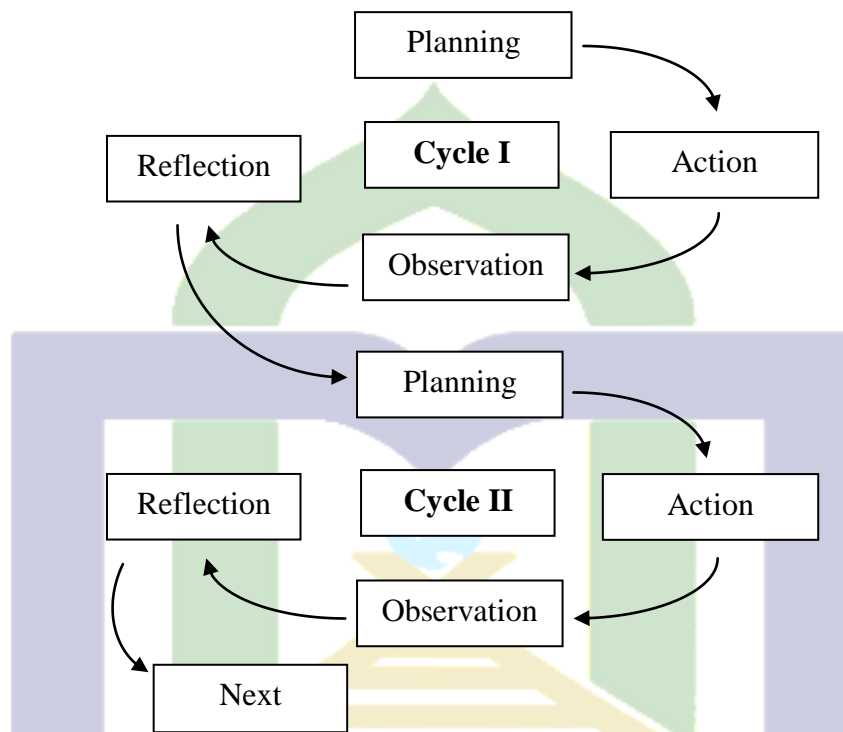 Planning
Reflection
Cycle I
Action
Observation
Planning
Reflection
Cycle II
Action
Observation
Next